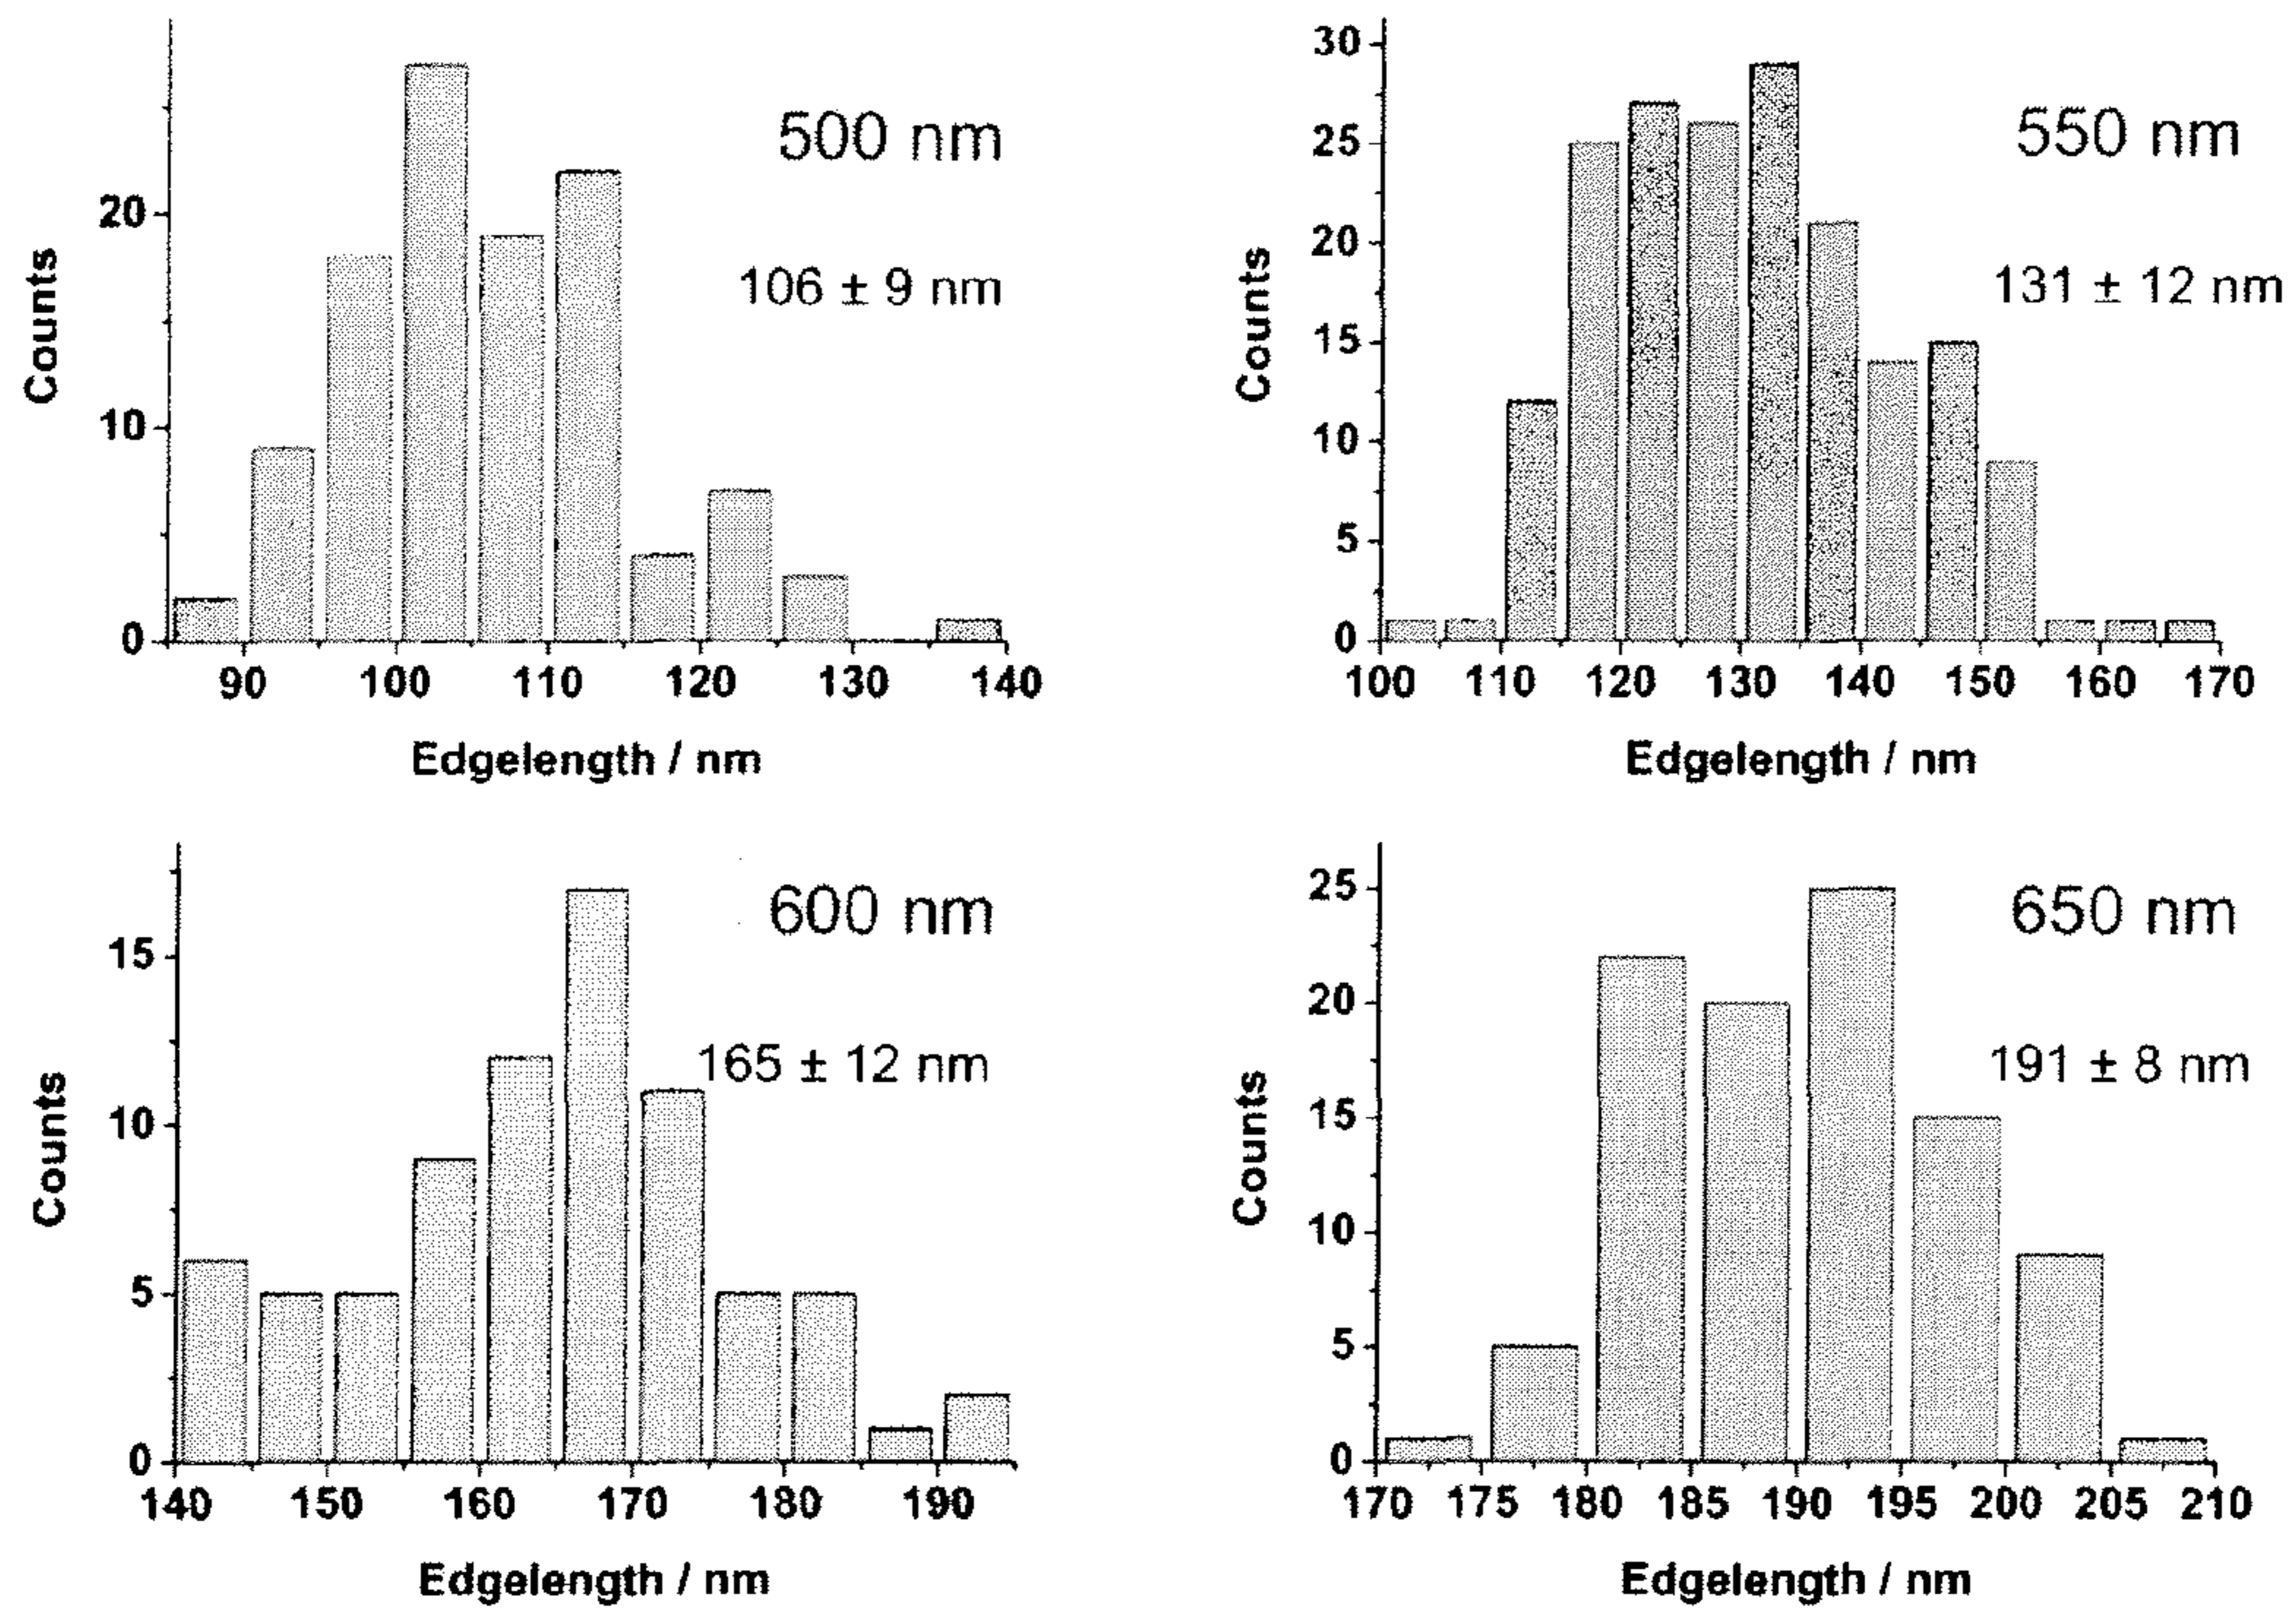 500 nm
106 ± 9 nm
Counts
20
10
0
90 100 110 120 130 140
Edgelength / nm
550 nm
131 ± 12 nm
Counts
30
25
20
15
10
5
0
100 110 120 130 140 150 160 170
Edgelength / nm
600 nm
165 ± 12 nm
Counts
15
10
5
0
140 150 160 170 180 190
Edgelength / nm
650 nm
191 ± 8 nm
Counts
25
20
15
10
5
0
170 175 180 185 190 195 200 205 210
Edgelength / nm